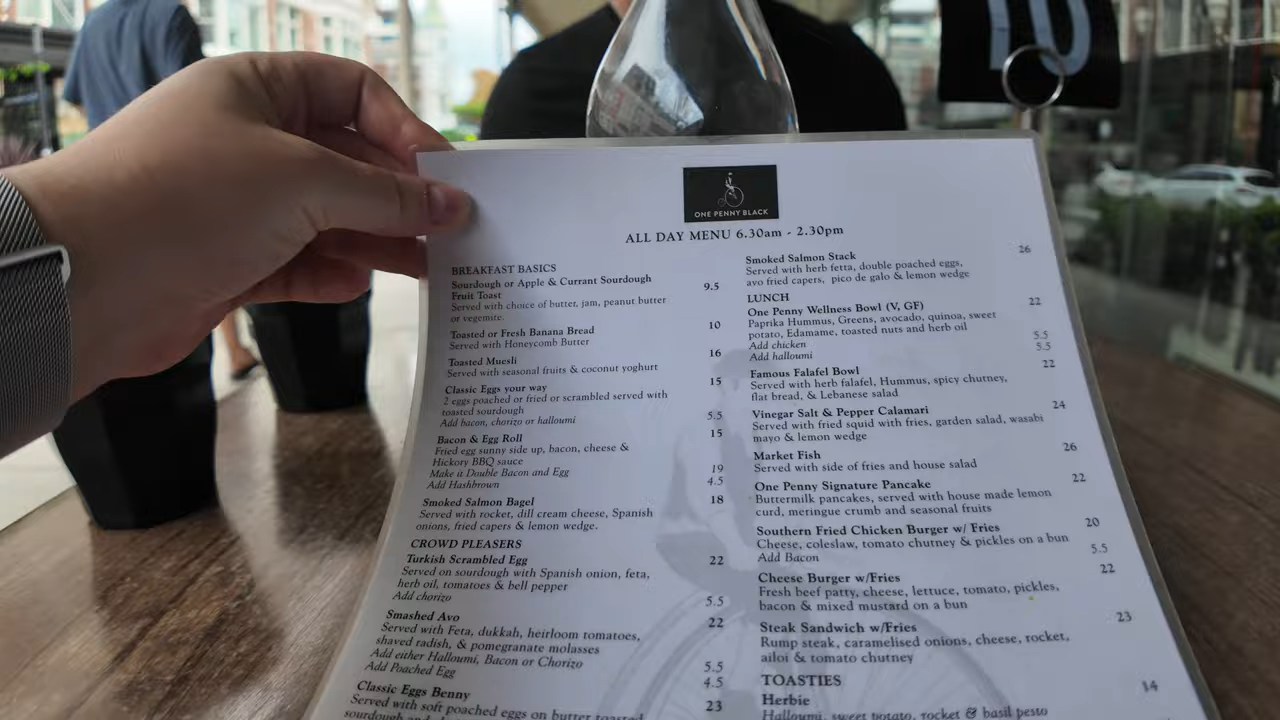 10
ONE PENNY BLACK
ALL DAY MENU 6.30am - 2.30pm
BREAKFAST BASICS
Sourdough or Apple & Currant Sourdough
Fruit Toast 9.5
Served with choice of butter, jam, peanut butter
or vegemite.
Toasted or Fresh Banana Bread 10
Served with Honeycomb Butter
Toasted Muesli 16
Served with seasonal fruits & coconut yoghurt
Classic Eggs your way 15
2 eggs poached or fried or scrambled served with
toasted sourdough
Add bacon, chorizo or halloumi 5.5
Bacon & Egg Roll 15
Fried egg sunny side up, bacon, cheese &
Hickory BBQ sauce
Make it Double Bacon and Egg 19
Add Hashbrown 4.5
Smoked Salmon Bagel 18
Served with rocket, dill cream cheese, Spanish
onions, fried capers & lemon wedge.
CROWD PLEASERS
Turkish Scrambled Egg 22
Served on sourdough with Spanish onion, feta,
herb oil, tomatoes & bell pepper
Add chorizo 5.5
Smashed Avo 22
Served with Feta, dukkah, heirloom tomatoes,
shaved radish, & pomegranate molasses
Add either Halloumi, Bacon or Chorizo 5.5
Add Poached Egg 4.5
Classic Eggs Benny 23
Served with soft poached eggs on butter toasted
sourdough and
Smoked Salmon Stack 26
Served with herb fetta, double poached eggs,
avo fried capers, pico de galo & lemon wedge
LUNCH
One Penny Wellness Bowl (V, GF) 22
Paprika Hummus, Greens, avocado, quinoa, sweet
potato, Edamame, toasted nuts and herb oil
Add chicken 5.5
Add halloumi 5.5
Famous Falafel Bowl 22
Served with herb falafel, Hummus, spicy chutney,
flat bread, & Lebanese salad
Vinegar Salt & Pepper Calamari 24
Served with fried squid with fries, garden salad, wasabi
mayo & lemon wedge
Market Fish 26
Served with side of fries and house salad
One Penny Signature Pancake 22
Buttermilk pancakes, served with house made lemon
curd, meringue crumb and seasonal fruits
Southern Fried Chicken Burger w/ Fries 20
Cheese, coleslaw, tomato chutney & pickles on a bun
Add Bacon 5.5
Cheese Burger w/Fries 22
Fresh beef patty, cheese, lettuce, tomato, pickles,
bacon & mixed mustard on a bun
Steak Sandwich w/Fries 23
Rump steak, caramelised onions, cheese, rocket,
ailoi & tomato chutney
TOASTIES
Herbie 14
Halloumi, sweet potato, rocket & basil pesto